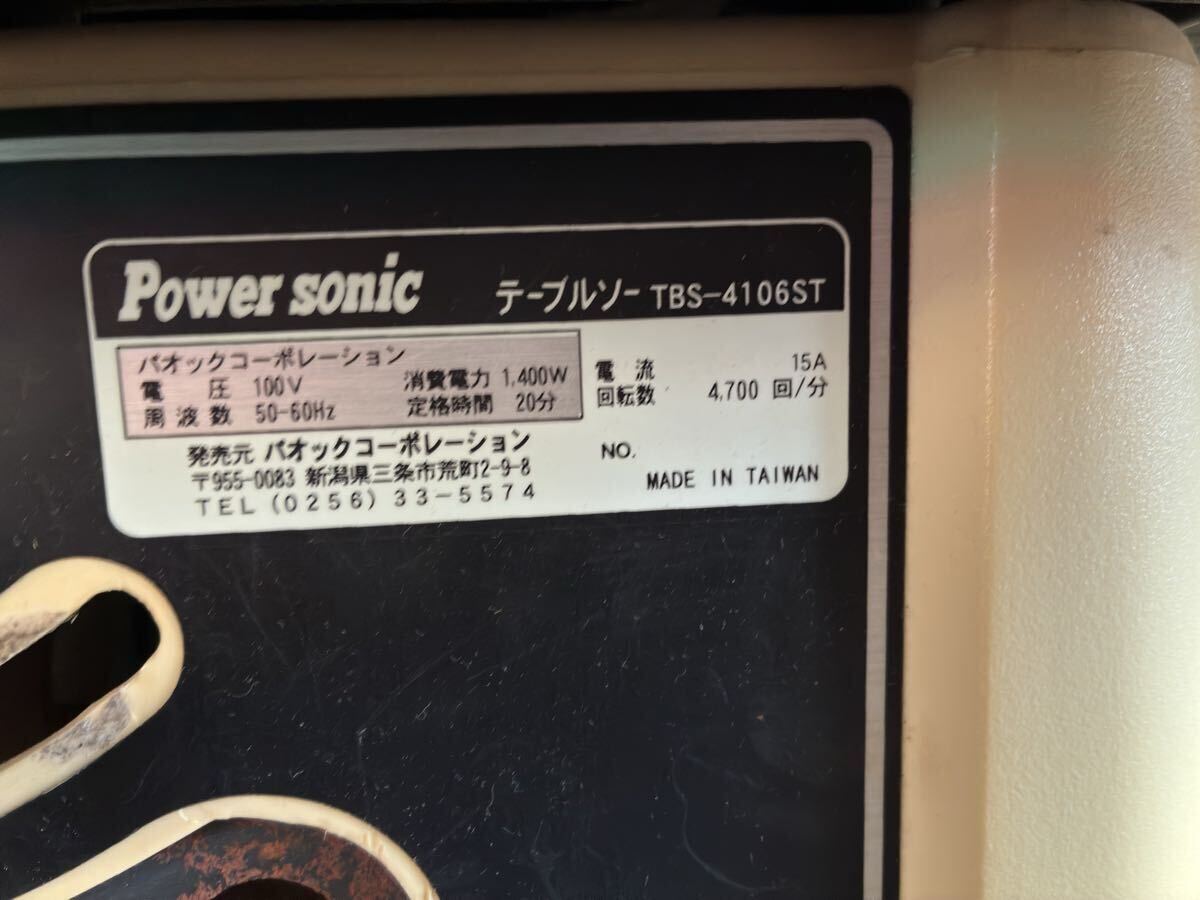 Power sonic テーブルソー TBS-4106ST
パオックコーポレーション
電圧 100V 消費電力 1,400W 電流 15A
周波数 50-60Hz 定格時間 20分 回転数 4,700 回/分
発売元 パオックコーポレーション NO.
〒955-0083 新潟県三条市荒町2-9-8 MADE IN TAIWAN
TEL (0256) 33-5574